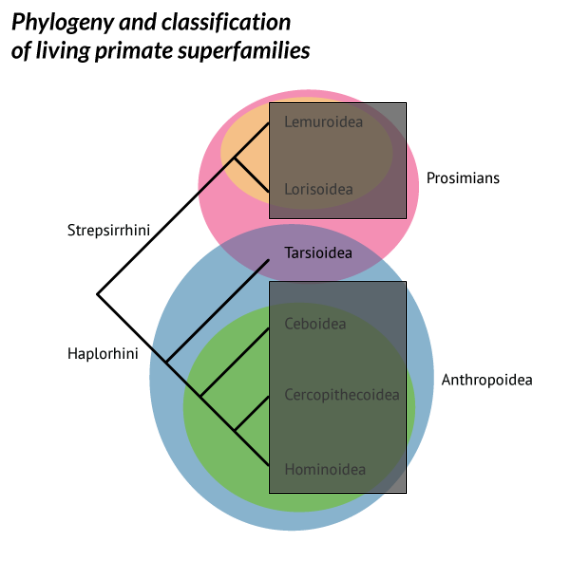 Phylogeny and classification
of living primate superfamilies
Lemuroidea
Prosimians
Lorisoidea
Strepsirrhini
Tarsioidea
Ceboidea
Haplorhini
Anthropoidea
Cercopithecoidea
Hominoidea